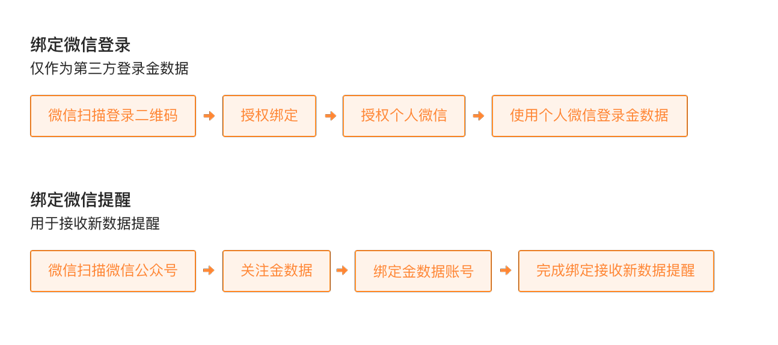 绑定微信登录
仅作为第三方登录金数据
微信扫描登录二维码 授权绑定 授权个人微信 使用个人微信登录金数据
绑定微信提醒
用于接收新数据提醒
微信扫描微信公众号 关注金数据 绑定金数据账号 完成绑定接收新数据提醒